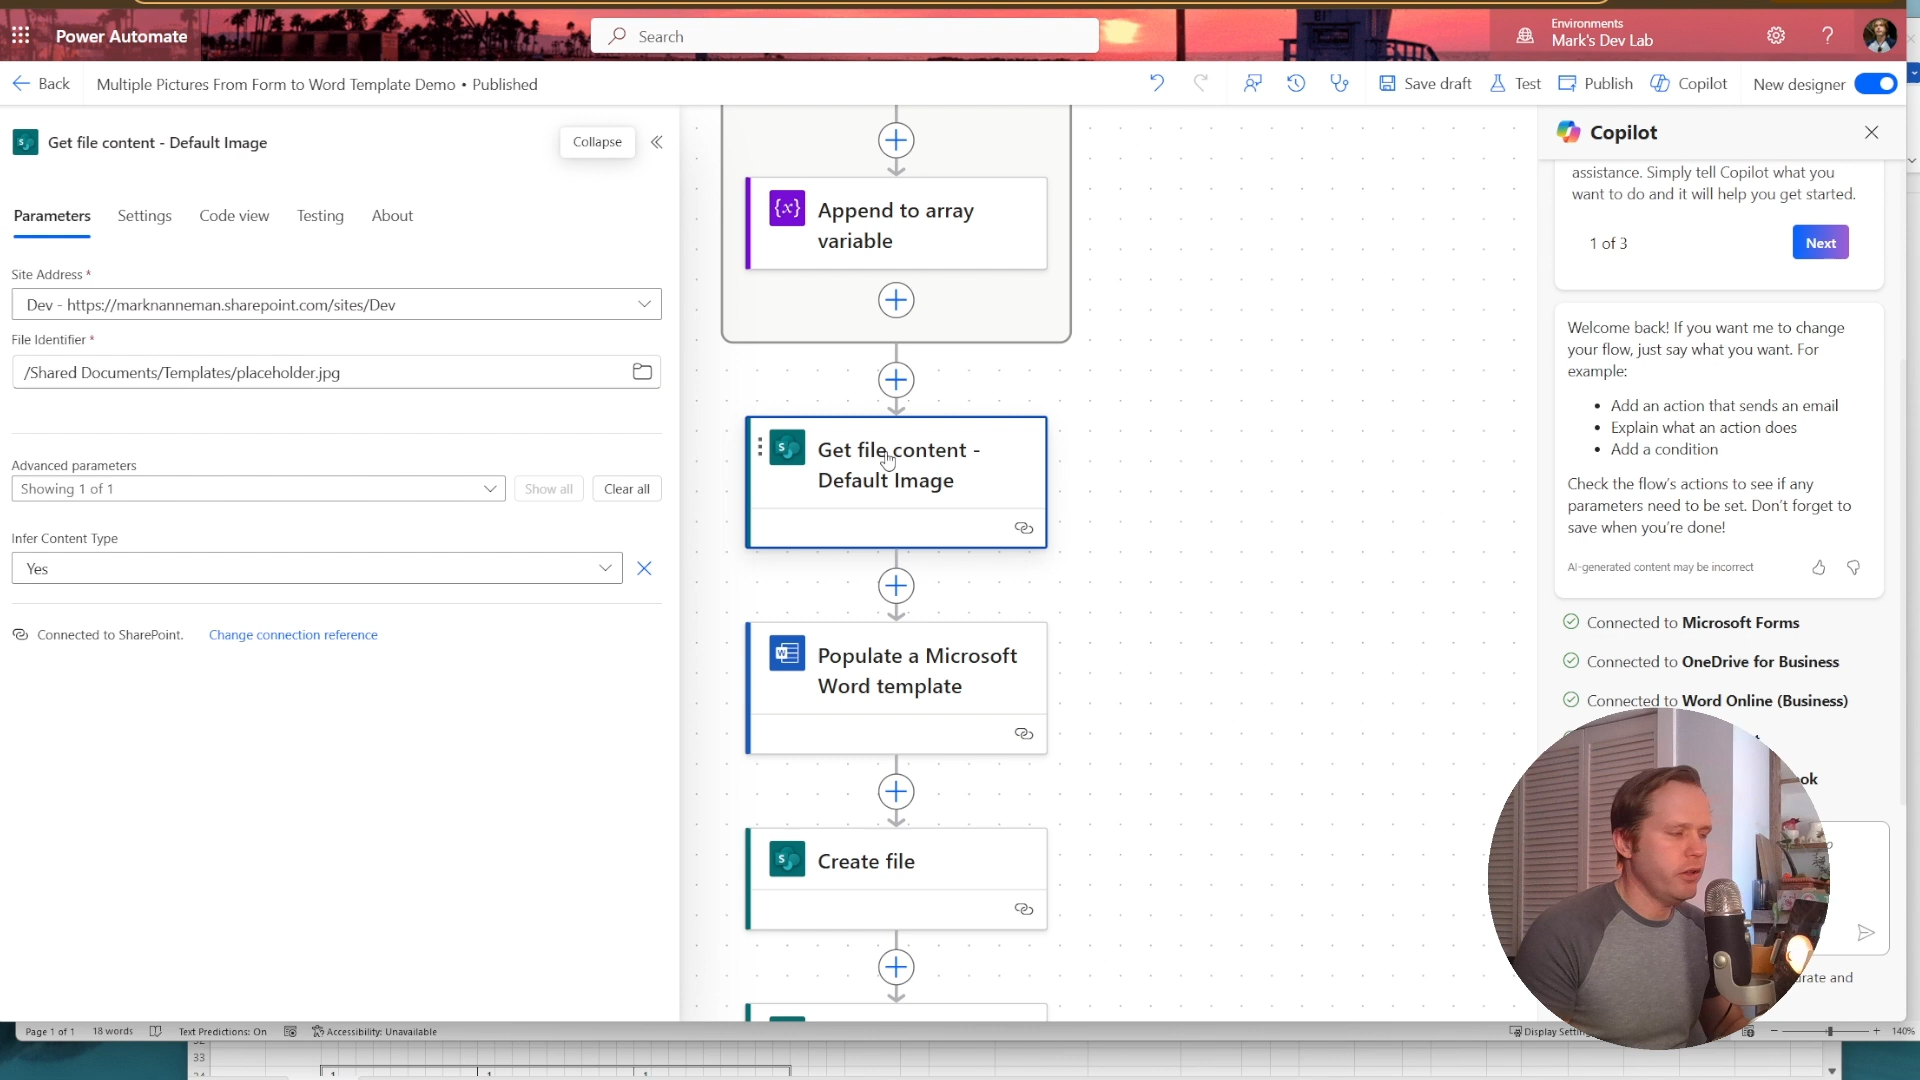 Power Automate
Search
Environments
Mark's Dev Lab
Back
Multiple Pictures From Form to Word Template Demo • Published
Save draft
Test
Publish
Copilot
New designer
Get file content - Default Image
Collapse
Parameters
Settings
Code view
Testing
About
Site Address *
Dev - https://marknanneman.sharepoint.com/sites/Dev
File Identifier *
/Shared Documents/Templates/placeholder.jpg
Advanced parameters
Showing 1 of 1
Show all
Clear all
Infer Content Type
Yes
Connected to SharePoint.
Change connection reference
{x}
Append to array
variable
Get file content -
Default Image
Populate a Microsoft
Word template
Create file
Copilot
assistance. Simply tell Copilot what you
want to do and it will help you get started.
1 of 3
Next
Welcome back! If you want me to change
your flow, just say what you want. For
example:
• Add an action that sends an email
• Explain what an action does
• Add a condition
Check the flow's actions to see if any
parameters need to be set. Don't forget to
save when you're done!
AI-generated content may be incorrect
Connected to Microsoft Forms
Connected to OneDrive for Business
Connected to Word Online (Business)
ok
and
Page 1 of 1
18 words
Text Predictions: On
Accessibility: Unavailable
Display
140%
33